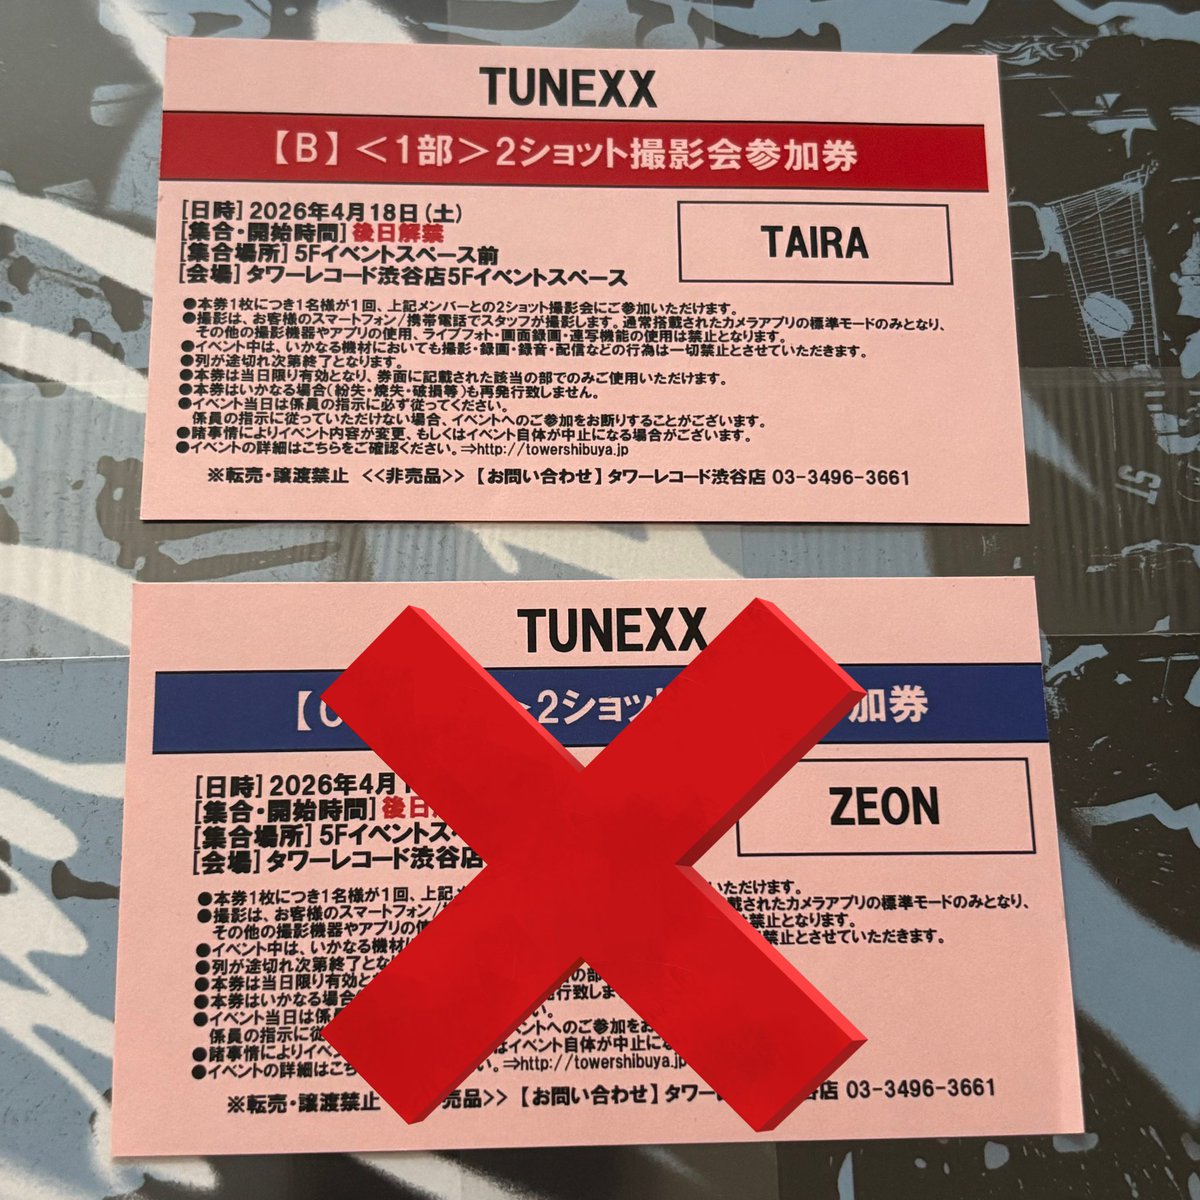 TUNEXX
【B】＜1部＞2ショット撮影会参加券
[日時] 2026年4月18日(土)
[集合・開始時間] 後日解禁
[集合場所] 5Fイベントスペース前
[会場] タワーレコード渋谷店5Fイベントスペース
TAIRA
●本券1枚につき1名様が1回、上記メンバーとの2ショット撮影会にご参加いただけます。
●撮影は、お客様のスマートフォン/携帯電話でスタッフが撮影します。通常搭載されたカメラアプリの標準モードのみとなり、
その他の撮影機器やアプリの使用、ライブフォト・画面録画・連写機能の使用は禁止となります。
●イベント中は、いかなる機材においても撮影・録画・録音・配信などの行為は一切禁止とさせていただきます。
●列が途切れ次第終了となります。
●本券は当日限り有効となり、券面に記載された該当の部でのみご使用いただけます。
●本券はいかなる場合(紛失・焼失・破損等)も再発行致しません。
●イベント当日は係員の指示に必ず従ってください。
係員の指示に従っていただけない場合、イベントへのご参加をお断りすることがございます。
●諸事情によりイベント内容が変更、もしくはイベント自体が中止になる場合がございます。
●イベントの詳細はこちらをご確認ください。⇒http://towershibuya.jp
※転売・譲渡禁止 <<非売品>> 【お問い合わせ】タワーレコード渋谷店 03-3496-3661
TUNEXX
【C ＞2ショッ 加券
[日時] 2026年4月1
[集合・開始時間] 後日
[集合場所] 5Fイベントス
[会場] タワーレコード渋谷店
ZEON
●本券1枚につき1名様が1回、上記メ いただけます。
●撮影は、お客様のスマートフォン/ 載されたカメラアプリの標準モードのみとなり、
その他の撮影機器やアプリの使 禁止となります。
●イベント中は、いかなる機材に 禁止とさせていただきます。
●列が途切れ次第終了とな
●本券は当日限り有効と の部
●本券はいかなる場合 発行致しま
●イベント当日は係 い。
係員の指示に従 ントへのご参加をお
●諸事情によりイベン はイベント自体が中止にな
●イベントの詳細はこち い。⇒http://towershibuya.jp
※転売・譲渡禁止 売品>> 【お問い合わせ】タワーレ 谷店 03-3496-3661
ST